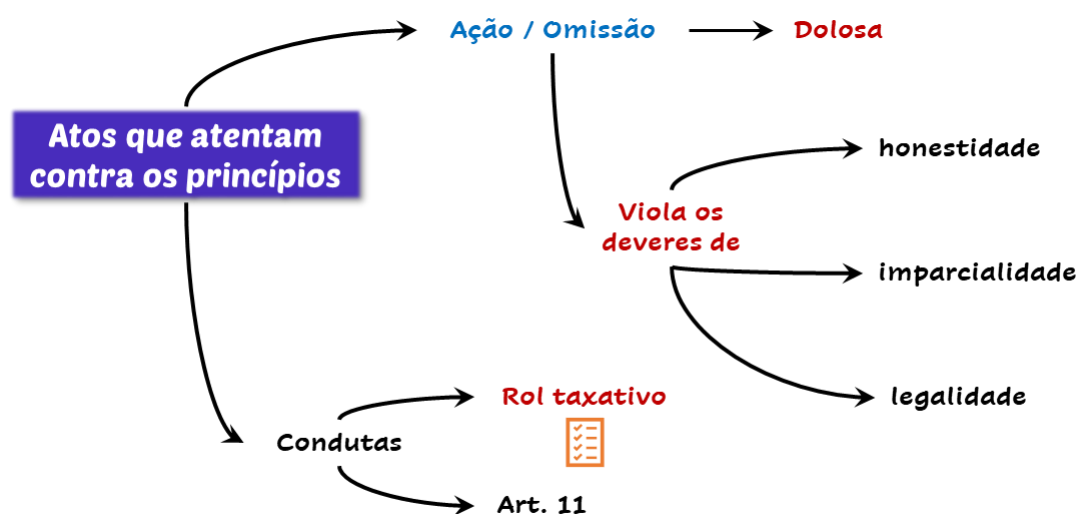 Ação / Omissão
Dolosa
Atos que atentam
contra os princípios
honestidade
Viola os
deveres de
imparcialidade
legalidade
Rol taxativo
Condutas
Art. 11